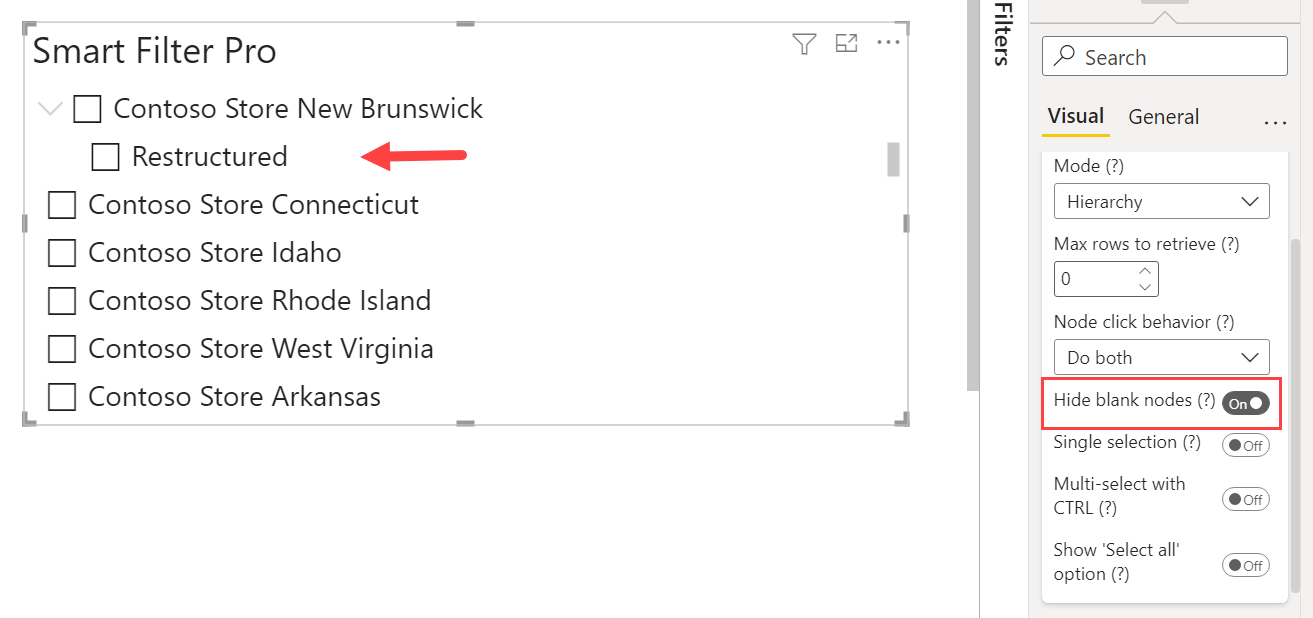 Smart Filter Pro
Contoso Store New Brunswick
Restructured
Contoso Store Connecticut
Contoso Store Idaho
Contoso Store Rhode Island
Contoso Store West Virginia
Contoso Store Arkansas
Filters
Search
Visual General
Mode (?)
Hierarchy
Max rows to retrieve (?)
0
Node click behavior (?)
Do both
Hide blank nodes (?) On
Single selection (?) Off
Multi-select with
CTRL (?) Off
Show 'Select all'
option (?) Off